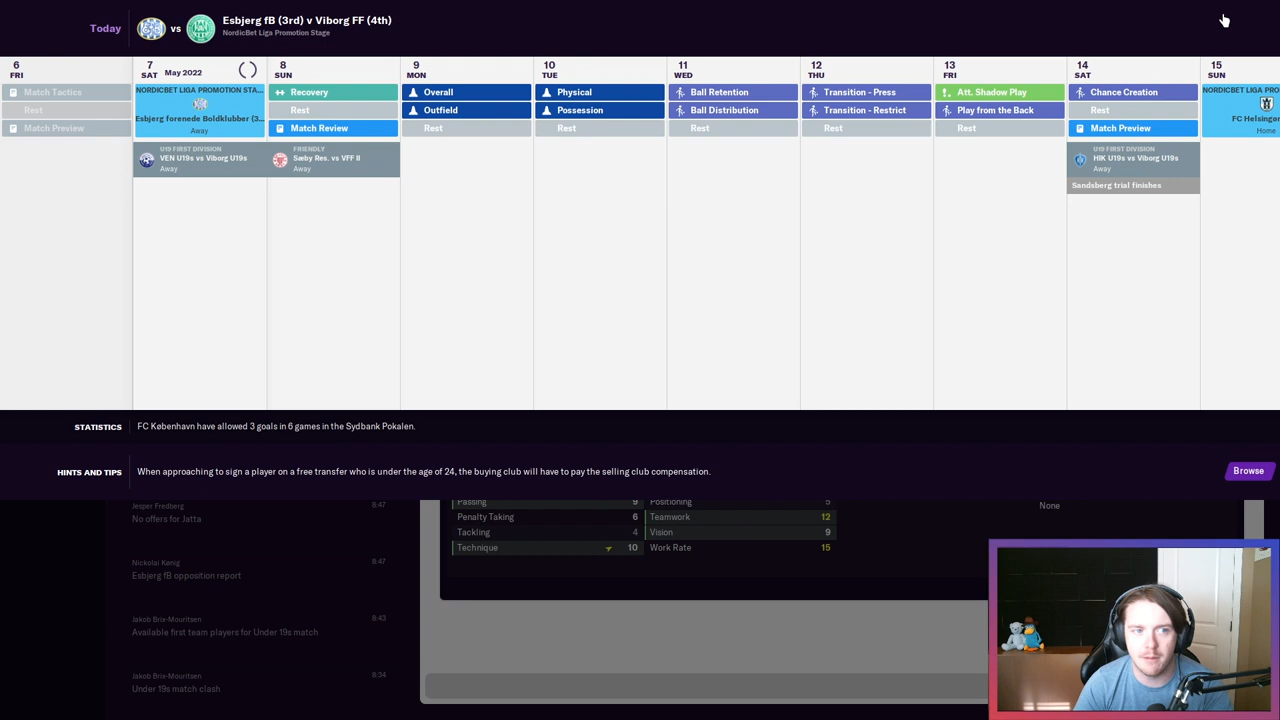 Today
vs
Esbjerg fB (3rd) v Viborg FF (4th)
NordicBet Liga Promotion Stage
6 FRI
7 SAT May 2022
8 SUN
9 MON
10 TUE
11 WED
12 THU
13 FRI
14 SAT
15 SUN
Match Tactics
Rest
Match Preview
NORDICBET LIGA PROMOTION STA...
Esbjerg forenede Boldklubber (3...
Away
Recovery
Rest
Match Review
Overall
Outfield
Rest
Physical
Possession
Rest
Ball Retention
Ball Distribution
Rest
Transition - Press
Transition - Restrict
Rest
Att. Shadow Play
Play from the Back
Rest
Chance Creation
Rest
Match Preview
NORDICBET LIGA PRO
FC Helsingør
Home
U19 FIRST DIVISION
VEN U19s vs Viborg U19s
Away
FRIENDLY
Sæby Res. vs VFF II
Away
U19 FIRST DIVISION
HIK U19s vs Viborg U19s
Away
Sandsberg trial finishes
STATISTICS
FC København have allowed 3 goals in 6 games in the Sydbank Pokalen.
HINTS AND TIPS
When approaching to sign a player on a free transfer who is under the age of 24, the buying club will have to pay the selling club compensation.
Browse
Jesper Fredberg 8:47
No offers for Jatta
Nickolai Kønig 8:47
Esbjerg fB opposition report
Jakob Brix-Mouritsen 8:43
Available first team players for Under 19s match
Jakob Brix-Mouritsen 8:34
Under 19s match clash
Passing 9
Penalty Taking 6
Tackling 4
Technique 10
Positioning 5
Teamwork 12
Vision 9
Work Rate 15
None